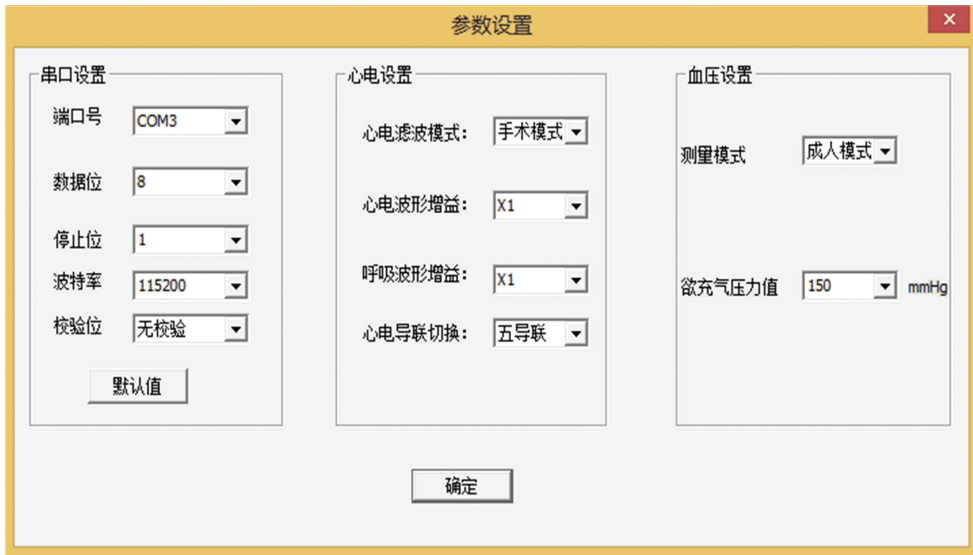 参数设置
串口设置
端口号 COM3
数据位 8
停止位 1
波特率 115200
校验位 无校验
默认值
心电设置
心电滤波模式: 手术模式
心电波形增益: X1
呼吸波形增益: X1
心电导联切换: 五导联
血压设置
测量模式 成人模式
欲充气压力值 150 mmHg
确定